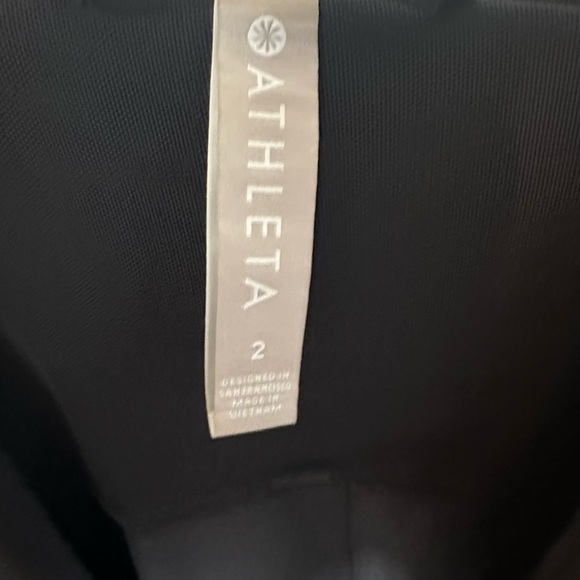 ATHLETA
2
DESIGNED IN
SAN FRANCISCO
MADE IN
VIETNAM